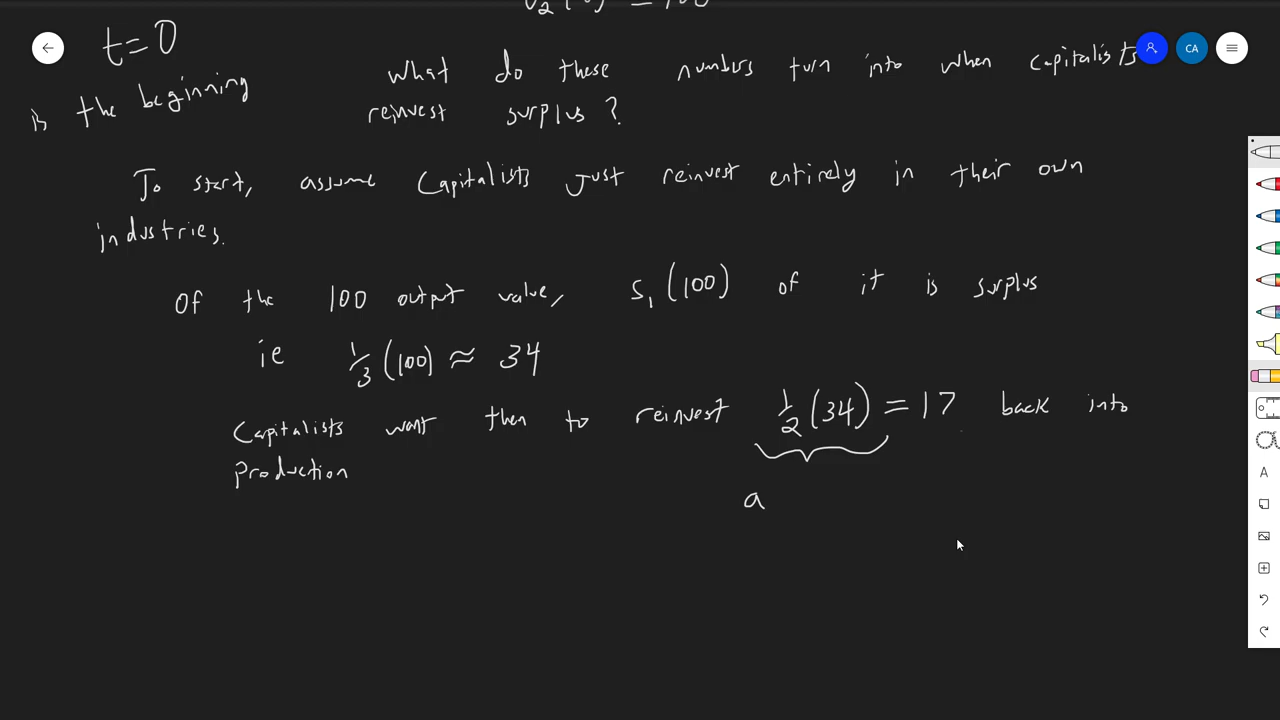 t=0
is the beginning
What do these numbers turn into when capitalists
reinvest surplus?
To start, assume Capitalists Just reinvest entirely in their own
industries.
Of the 100 output value, S₁(100) of it is surplus
ie 1/3 (100) ≈ 34
Capitalists want then to reinvest 1/2 (34) = 17 back into
production
a
CA
A